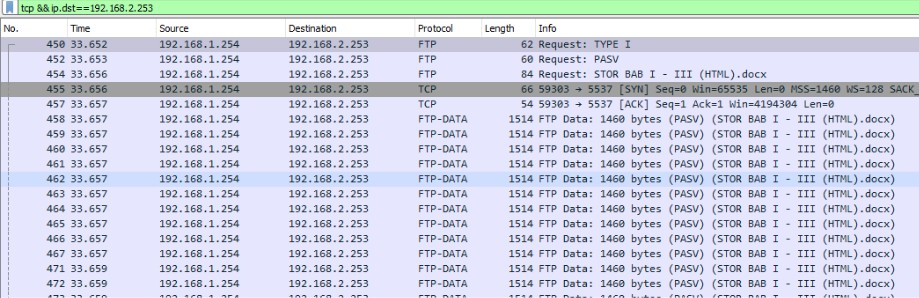 tcp && ip.dst==192.168.2.253
No. Time Source Destination Protocol Length Info
450 33.652 192.168.1.254 192.168.2.253 FTP 62 Request: TYPE I
452 33.653 192.168.1.254 192.168.2.253 FTP 60 Request: PASV
454 33.656 192.168.1.254 192.168.2.253 FTP 84 Request: STOR BAB I - III (HTML).docx
455 33.656 192.168.1.254 192.168.2.253 TCP 66 59303 → 5537 [SYN] Seq=0 Win=65535 Len=0 MSS=1460 WS=128 SACK_
457 33.657 192.168.1.254 192.168.2.253 TCP 54 59303 → 5537 [ACK] Seq=1 Ack=1 Win=4194304 Len=0
458 33.657 192.168.1.254 192.168.2.253 FTP-DATA 1514 FTP Data: 1460 bytes (PASV) (STOR BAB I - III (HTML).docx)
459 33.657 192.168.1.254 192.168.2.253 FTP-DATA 1514 FTP Data: 1460 bytes (PASV) (STOR BAB I - III (HTML).docx)
460 33.657 192.168.1.254 192.168.2.253 FTP-DATA 1514 FTP Data: 1460 bytes (PASV) (STOR BAB I - III (HTML).docx)
461 33.657 192.168.1.254 192.168.2.253 FTP-DATA 1514 FTP Data: 1460 bytes (PASV) (STOR BAB I - III (HTML).docx)
462 33.657 192.168.1.254 192.168.2.253 FTP-DATA 1514 FTP Data: 1460 bytes (PASV) (STOR BAB I - III (HTML).docx)
463 33.657 192.168.1.254 192.168.2.253 FTP-DATA 1514 FTP Data: 1460 bytes (PASV) (STOR BAB I - III (HTML).docx)
464 33.657 192.168.1.254 192.168.2.253 FTP-DATA 1514 FTP Data: 1460 bytes (PASV) (STOR BAB I - III (HTML).docx)
465 33.657 192.168.1.254 192.168.2.253 FTP-DATA 1514 FTP Data: 1460 bytes (PASV) (STOR BAB I - III (HTML).docx)
466 33.657 192.168.1.254 192.168.2.253 FTP-DATA 1514 FTP Data: 1460 bytes (PASV) (STOR BAB I - III (HTML).docx)
467 33.657 192.168.1.254 192.168.2.253 FTP-DATA 1514 FTP Data: 1460 bytes (PASV) (STOR BAB I - III (HTML).docx)
471 33.659 192.168.1.254 192.168.2.253 FTP-DATA 1514 FTP Data: 1460 bytes (PASV) (STOR BAB I - III (HTML).docx)
472 33.659 192.168.1.254 192.168.2.253 FTP-DATA 1514 FTP Data: 1460 bytes (PASV) (STOR BAB I - III (HTML).docx)